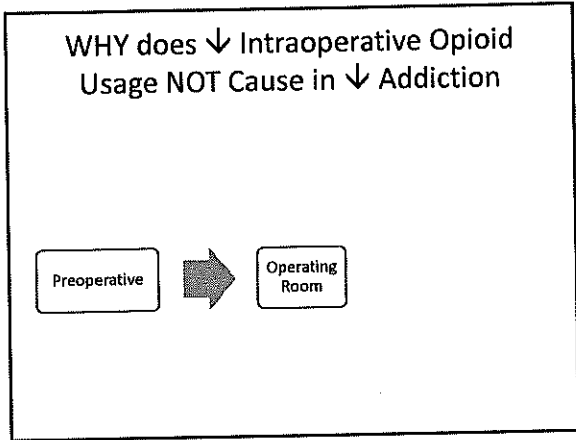 WHY does ↓ Intraoperative Opioid
Usage NOT Cause in ↓ Addiction
Preoperative
Operating
Room